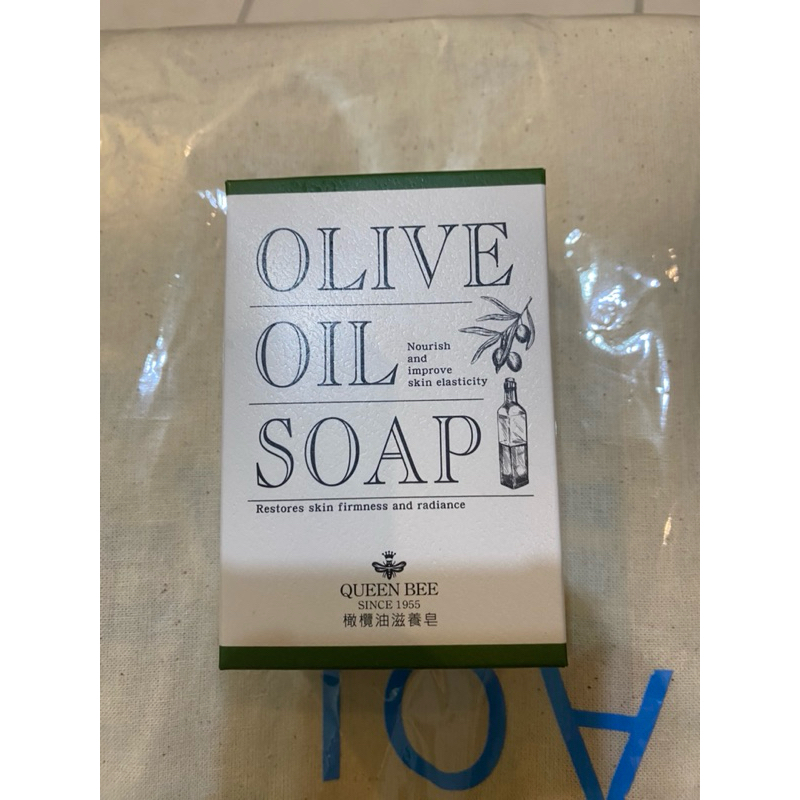 OLIVE
OIL
Nourish
and
improve
skin elasticity
SOAP
Restores skin firmness and radiance
QUEEN BEE
SINCE 1955
橄欖油滋養皂
AOI